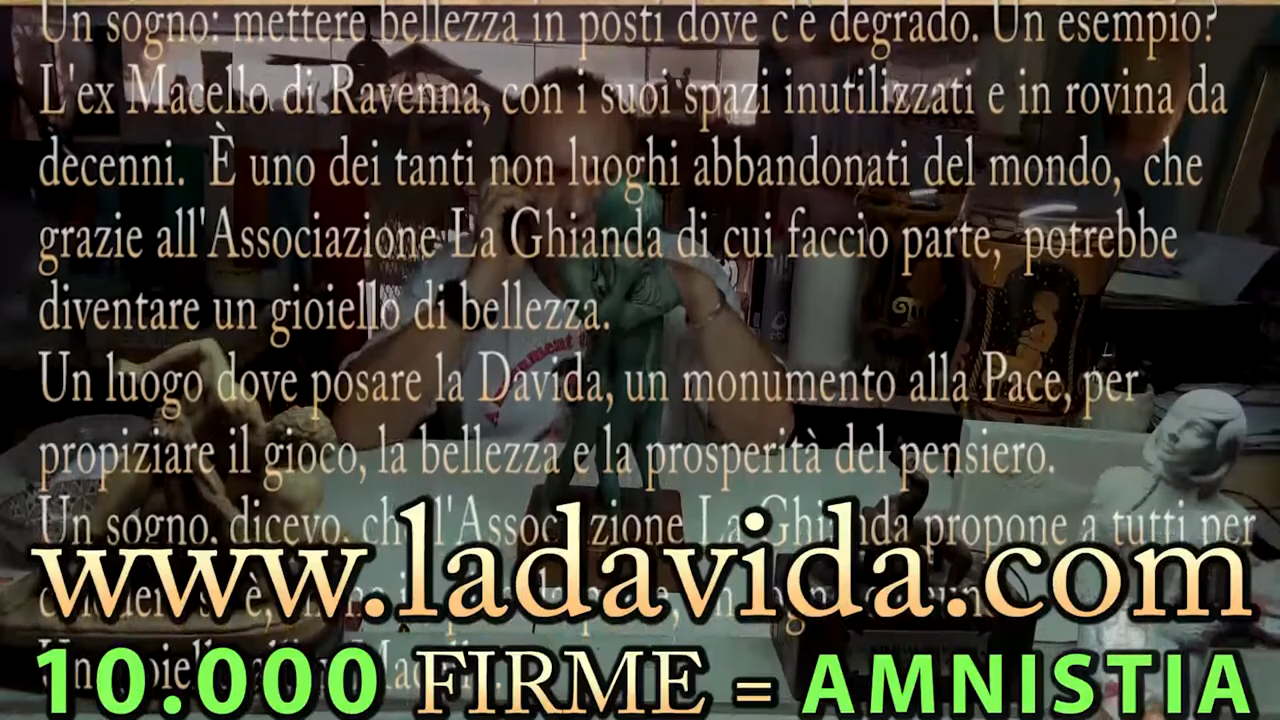 Un sogno: mettere bellezza in posti dove c'è degrado. Un esempio?
L'ex Macello di Ravenna, con i suoi spazi inutilizzati e in rovina da
decenni. È uno dei tanti non luoghi abbandonati del mondo, che
grazie all'Associazione La Ghianda di cui faccio parte, potrebbe
diventare un gioiello di bellezza.
Un luogo dove posare la Davida, un monumento alla Pace, per
propiziare il gioco, la bellezza e la prosperità del pensiero.
Un sogno, dicevo, che l'Associazione La Ghianda propone a tutti per
www.ladavida.com
10.000 FIRME = AMNISTIA